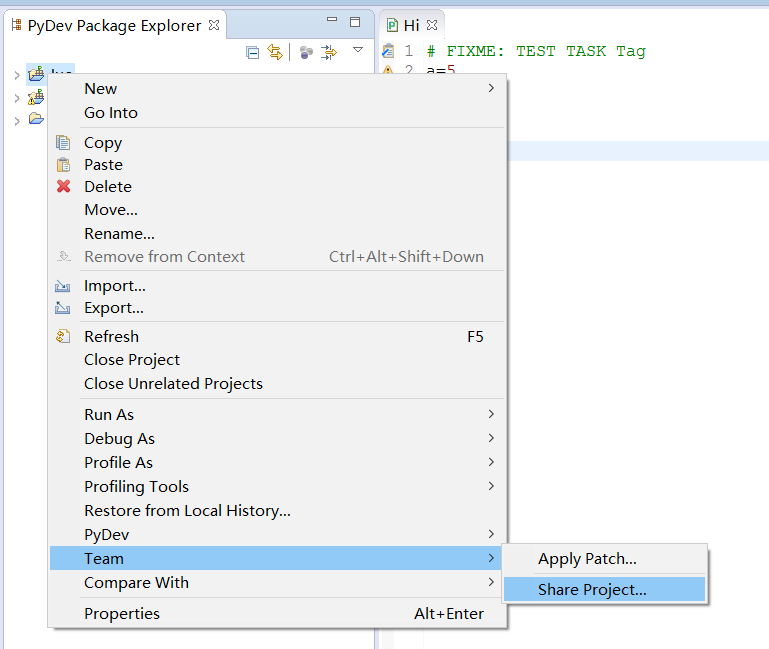 PyDev Package Explorer
Hi
1 # FIXME: TEST TASK Tag
2 a=5
New
Go Into
Copy
Paste
Delete
Move...
Rename...
Remove from Context Ctrl+Alt+Shift+Down
Import...
Export...
Refresh F5
Close Project
Close Unrelated Projects
Run As
Debug As
Profile As
Profiling Tools
Restore from Local History...
PyDev
Team
Apply Patch...
Compare With
Share Project...
Properties Alt+Enter